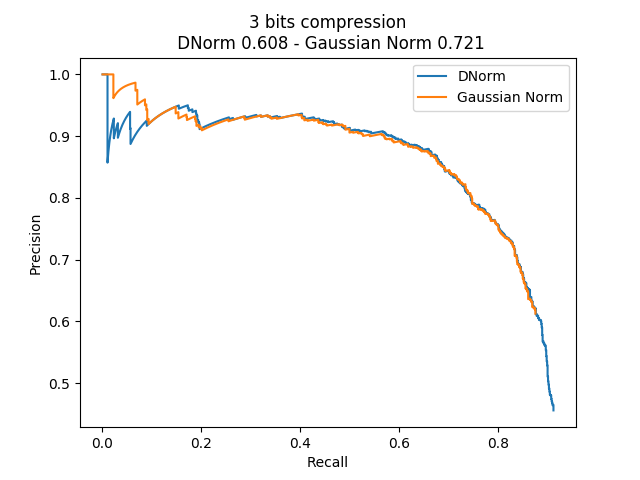 3 bits compression
DNorm 0.608 - Gaussian Norm 0.721
DNorm
Gaussian Norm
Precision
1.0
0.9
0.8
0.7
0.6
0.5
0.0
0.2
0.4
0.6
0.8
Recall